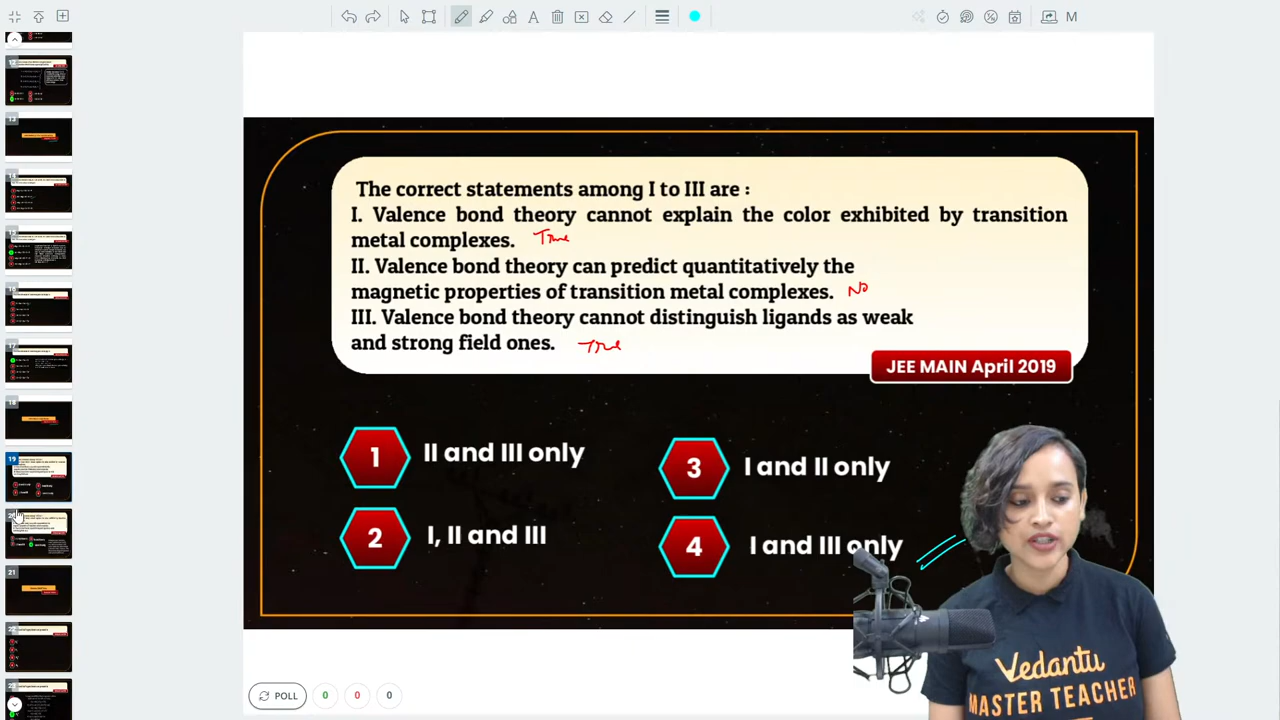 M
The correct statements among I to III are :
I. Valence bond theory cannot explain the color exhibited by transition
metal complexes. True
II. Valence bond theory can predict quantitatively the
magnetic properties of transition metal complexes. No
III. Valence bond theory cannot distinguish ligands as weak
and strong field ones. True
JEE MAIN April 2019
1 II and III only
3 I and II only
2 I, II and III
4 I and III only
13
18
19
21
POLL 0 0 0
Vedantu
MASTER TEACHER